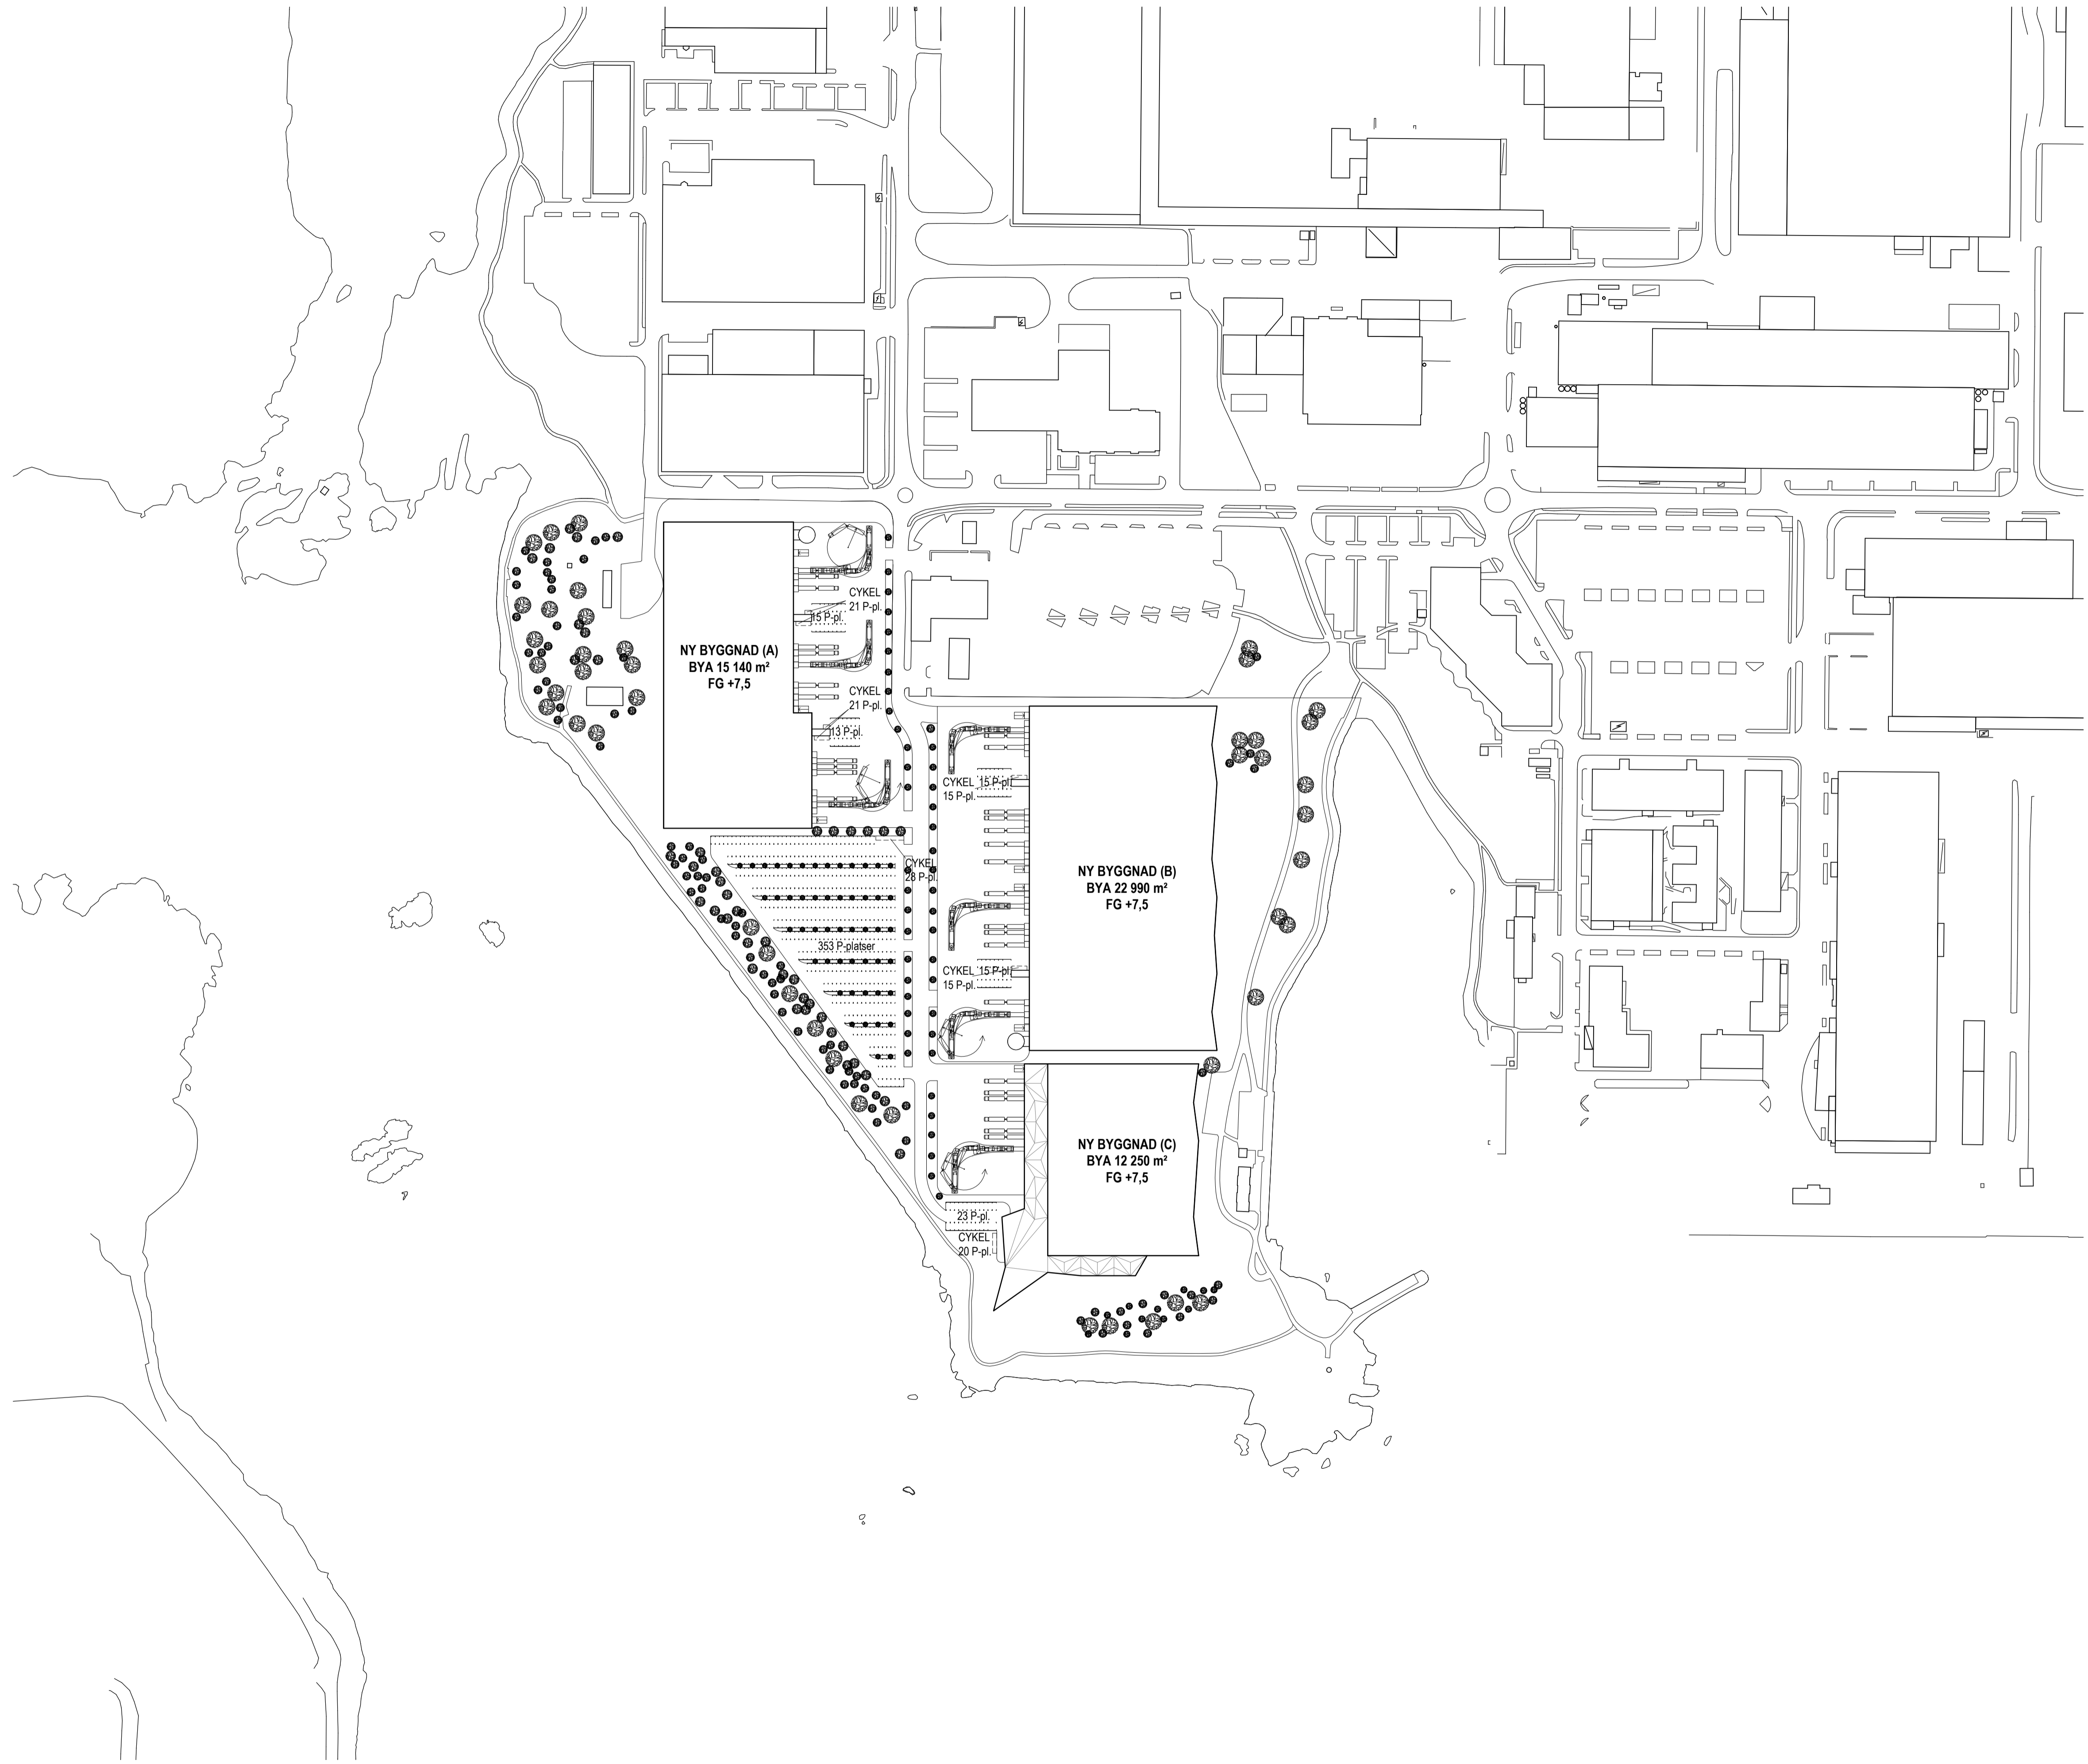 CYKEL
21 P-pl.
15 P-pl.
NY BYGGNAD (A)
BYA 15 140 m²
FG +7,5
CYKEL
21 P-pl.
13 P-pl.
CYKEL 15 P-pl.
15 P-pl.
CYKEL
28 P-pl.
NY BYGGNAD (B)
BYA 22 990 m²
FG +7,5
353 P-platser
CYKEL 15 P-pl.
15 P-pl.
NY BYGGNAD (C)
BYA 12 250 m²
FG +7,5
23 P-pl.
CYKEL
20 P-pl.